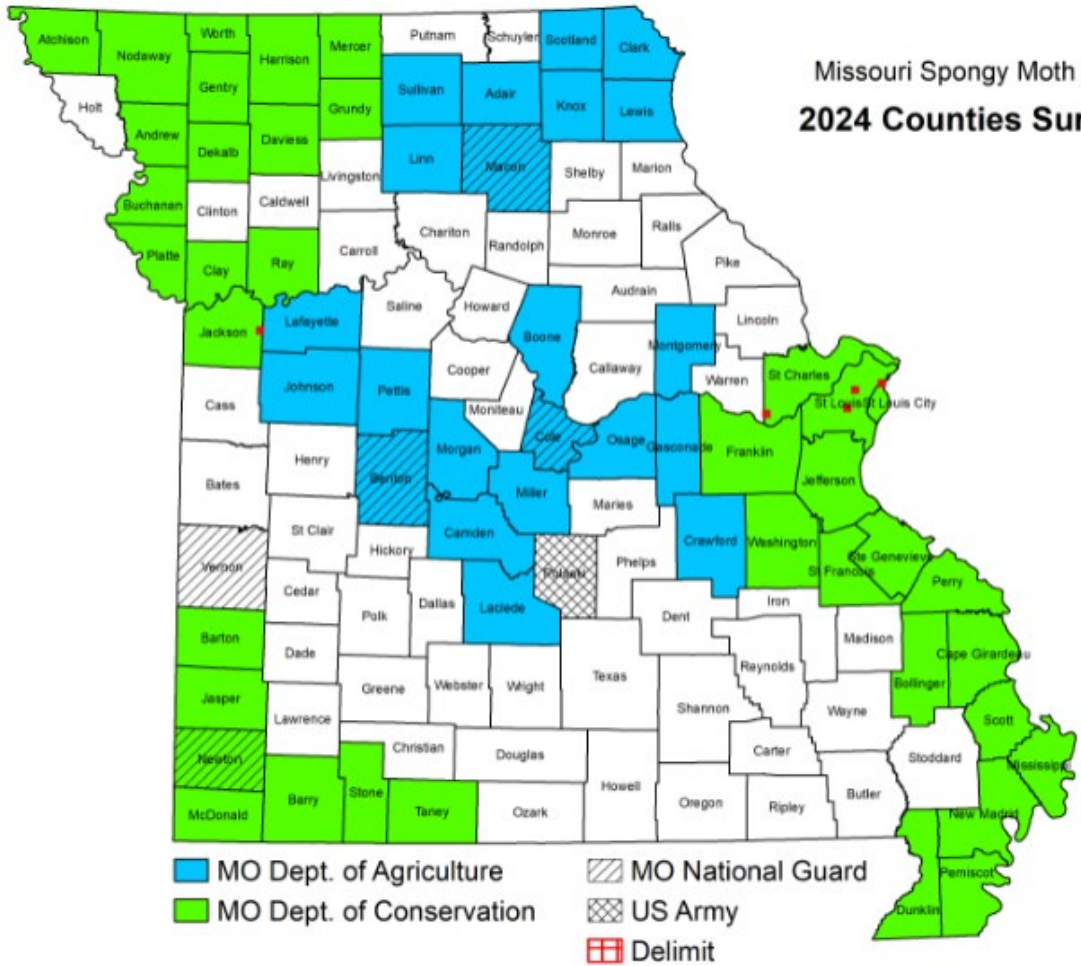 Missouri Spongy Moth
2024 Counties Sur
Atchison
Nodaway
Worth
Harrison
Mercer
Putnam
Schuyler
Scotland
Clark
Holt
Gentry
Grundy
Sullivan
Adair
Knox
Lewis
Andrew
Dekalb
Daviess
Livingston
Linn
Macon
Shelby
Marion
Buchanan
Clinton
Caldwell
Chariton
Randolph
Monroe
Ralls
Platte
Clay
Ray
Carroll
Pike
Audrain
Saline
Howard
Lincoln
Jackson
Lafayette
Boone
Montgomery
Callaway
Warren
St Charles
Johnson
Pettis
Cooper
St Louis
St Louis City
Cass
Moniteau
Cole
Osage
Gasconade
Franklin
Henry
Benton
Morgan
Jefferson
Bates
Miller
Maries
St Clair
Camden
Crawford
Washington
Ste Genevieve
Hickory
Vernon
Pulaski
Phelps
St Francois
Perry
Cedar
Polk
Dallas
Laclede
Dent
Iron
Barton
Madison
Dade
Texas
Reynolds
Cape Girardeau
Bollinger
Jasper
Greene
Webster
Wright
Shannon
Wayne
Lawrence
Scott
Christian
Douglas
Carter
Stoddard
Newton
Mississippi
Stone
Howell
Butler
Barry
Taney
Ozark
Oregon
Ripley
McDonald
New Madrid
Pemiscot
Dunklin
MO Dept. of Agriculture
MO Dept. of Conservation
MO National Guard
US Army
Delimit